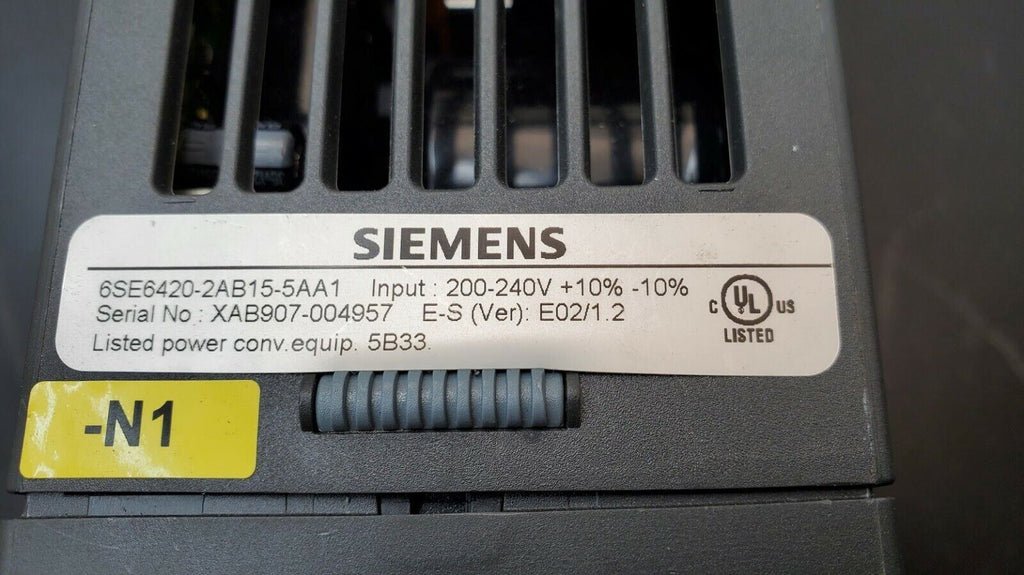 SIEMENS
6SE6420-2AB15-5AA1 Input : 200-240V +10% -10%
Serial No : XAB907-004957 E-S (Ver): E02/1.2
Listed power conv.equip. 5B33.
C UL US
LISTED
-N1